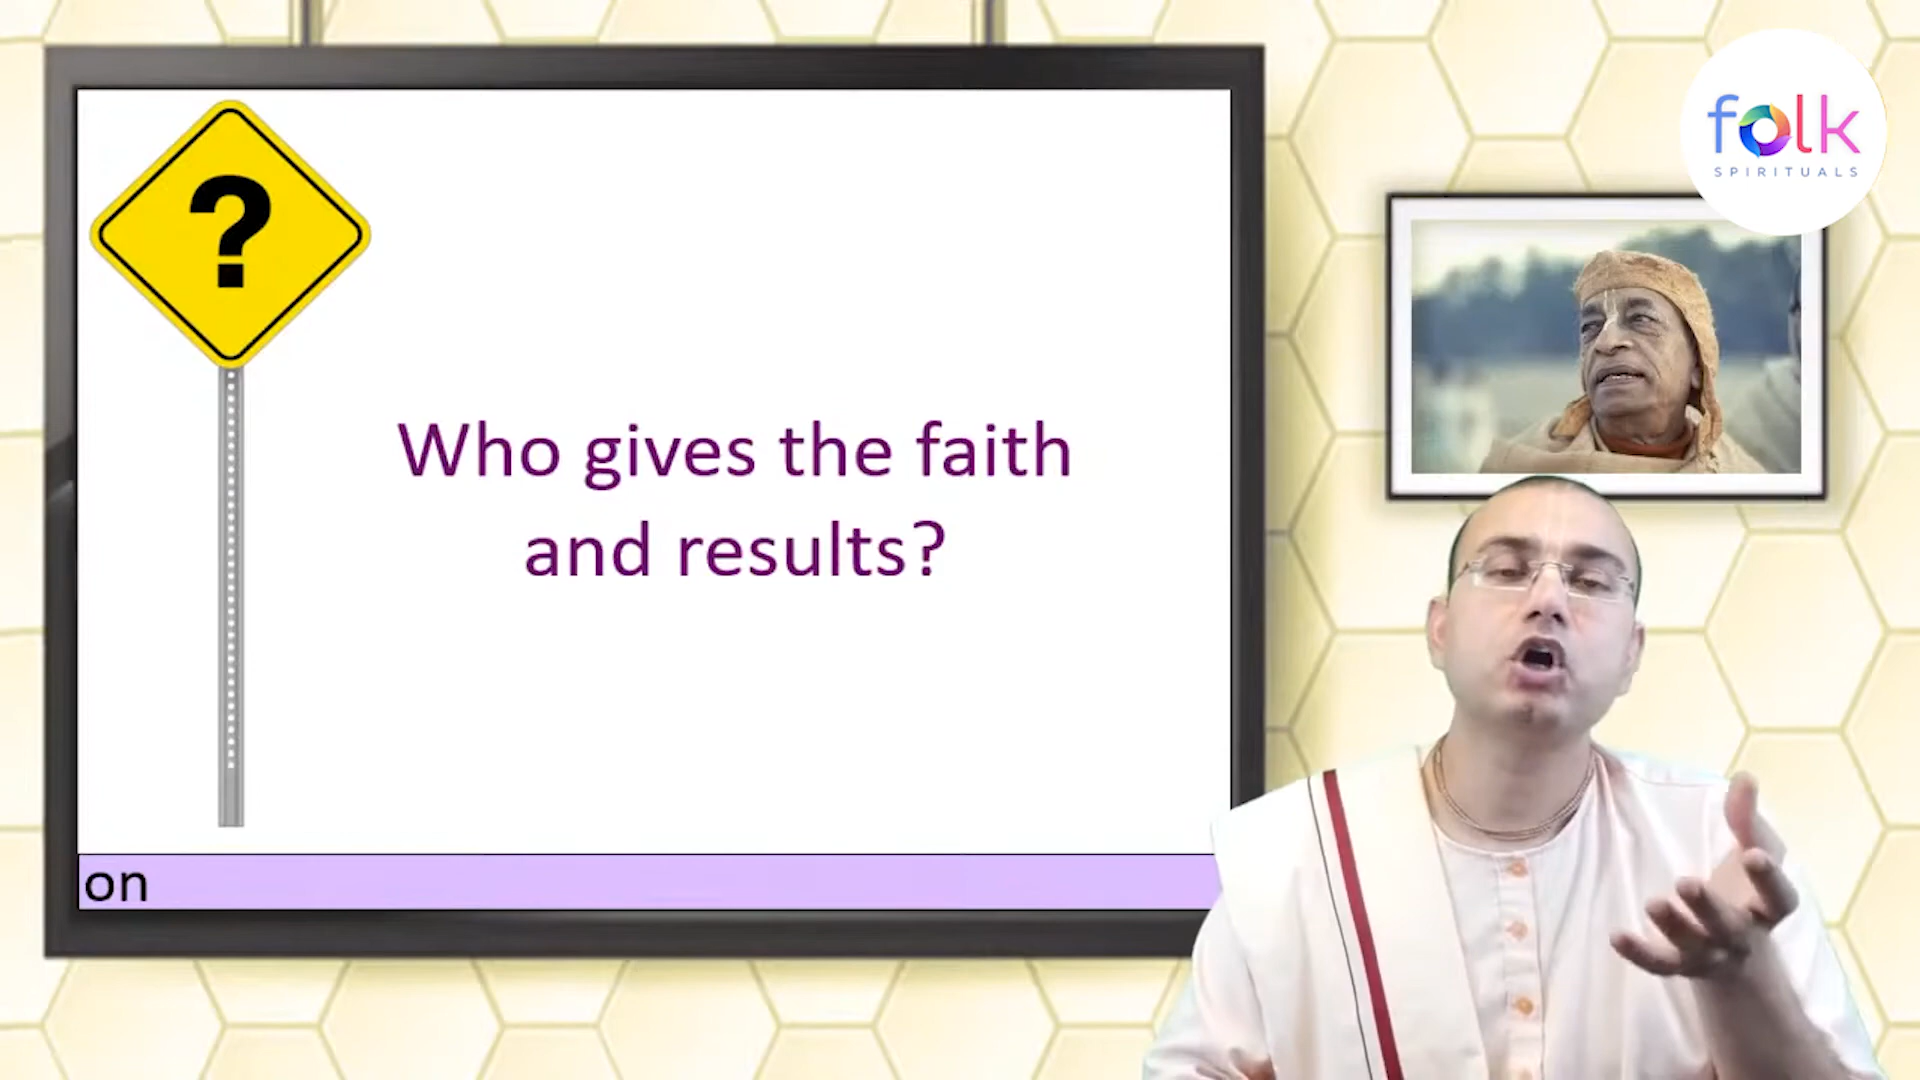 folk
SPIRITUALS
?
Who gives the faith
and results?
on